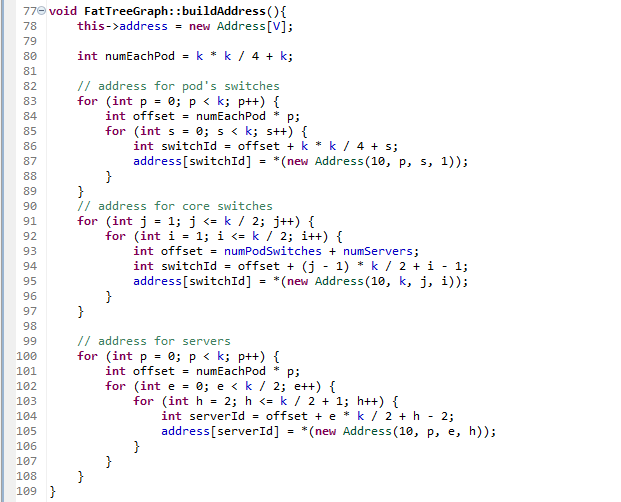 77 void FatTreeGraph::buildAddress(){
78     this->address = new Address[V];
79
80     int numEachPod = k * k / 4 + k;
81
82     // address for pod's switches
83     for (int p = 0; p < k; p++) {
84         int offset = numEachPod * p;
85         for (int s = 0; s < k; s++) {
86             int switchId = offset + k * k / 4 + s;
87             address[switchId] = *(new Address(10, p, s, 1));
88         }
89     }
90     // address for core switches
91     for (int j = 1; j <= k / 2; j++) {
92         for (int i = 1; i <= k / 2; i++) {
93             int offset = numPodSwitches + numServers;
94             int switchId = offset + (j - 1) * k / 2 + i - 1;
95             address[switchId] = *(new Address(10, k, j, i));
96         }
97     }
98
99     // address for servers
100     for (int p = 0; p < k; p++) {
101         int offset = numEachPod * p;
102         for (int e = 0; e < k / 2; e++) {
103             for (int h = 2; h <= k / 2 + 1; h++) {
104                 int serverId = offset + e * k / 2 + h - 2;
105                 address[serverId] = *(new Address(10, p, e, h));
106             }
107         }
108     }
109 }